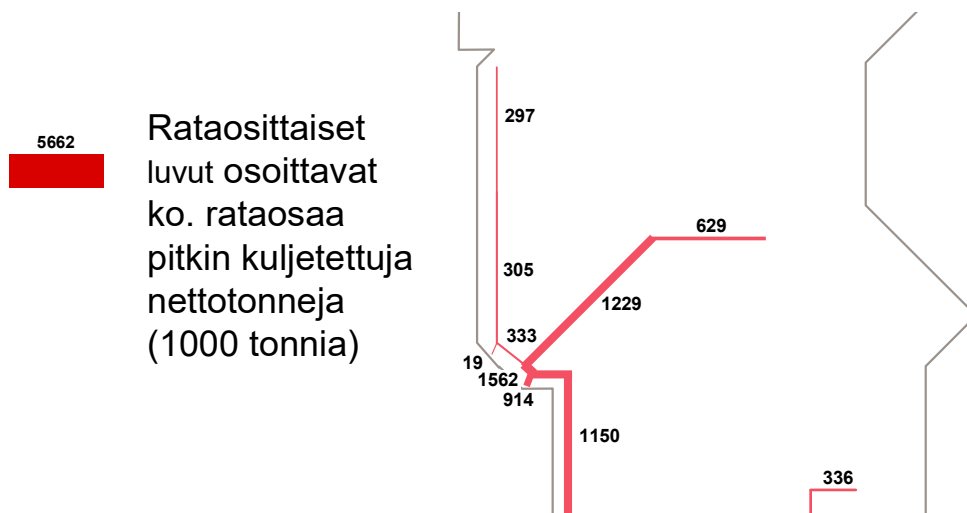 5662
Rataosittaiset
luvut osoittavat
ko. rataosaa
pitkin kuljetettuja
nettotonneja
(1000 tonnia)
297
629
305
1229
333
19
1562
914
1150
336